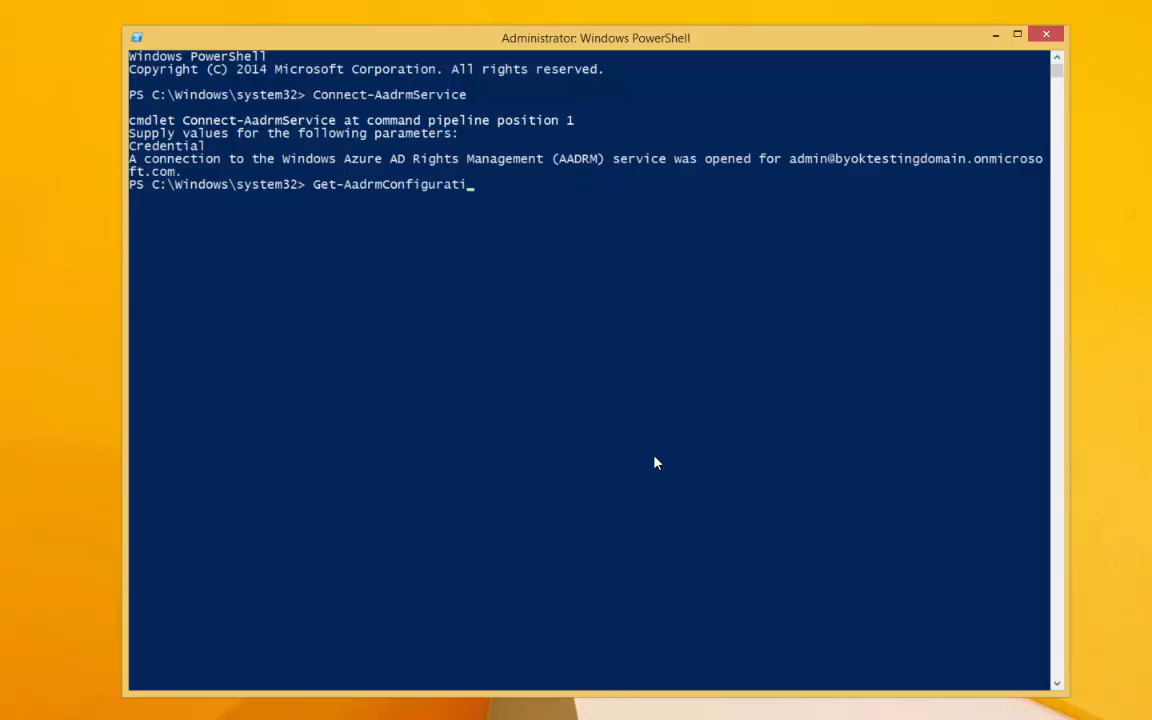 Administrator: Windows PowerShell
Windows PowerShell
Copyright (C) 2014 Microsoft Corporation. All rights reserved.
PS C:\Windows\system32> Connect-AadrmService
cmdlet Connect-AadrmService at command pipeline position 1
Supply values for the following parameters:
Credential
A connection to the Windows Azure AD Rights Management (AADRM) service was opened for admin@byoktestingdomain.onmicroso
ft.com.
PS C:\Windows\system32> Get-AadrmConfigurati_